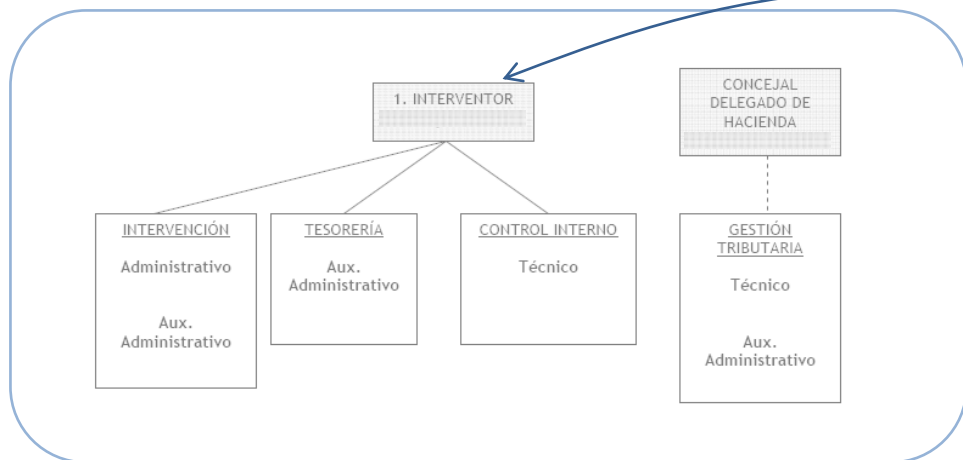 1. INTERVENTOR
CONCEJAL
DELEGADO DE
HACIENDA
INTERVENCIÓN
Administrativo
Aux.
Administrativo
TESORERÍA
Aux.
Administrativo
CONTROL INTERNO
Técnico
GESTIÓN
TRIBUTARIA
Técnico
Aux.
Administrativo